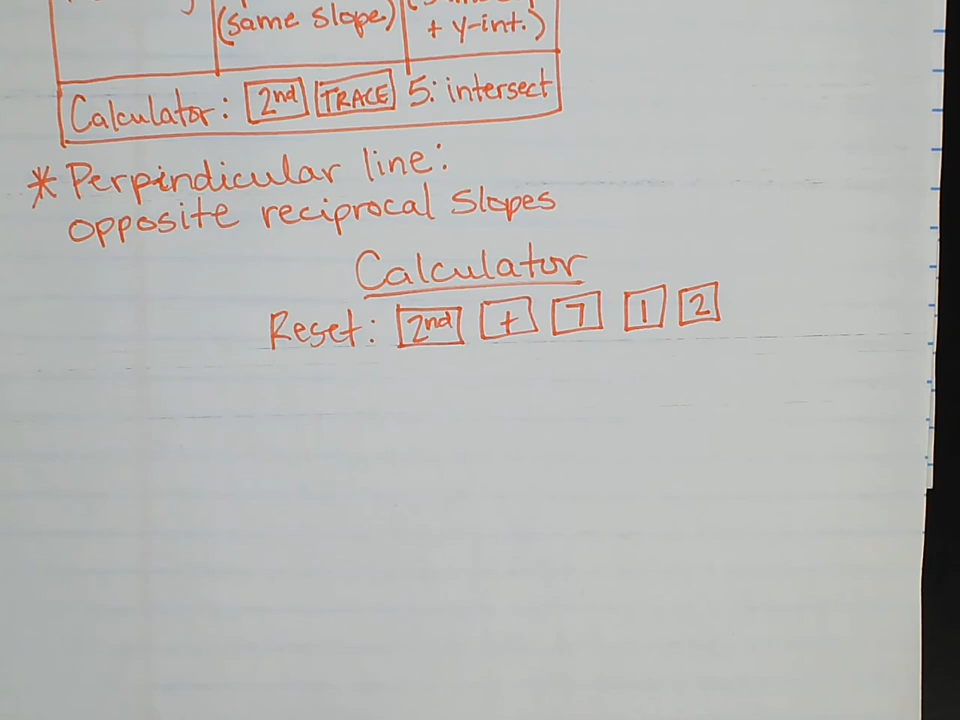 (same slope)
+ y-int.)
Calculator: 2nd TRACE 5: intersect
* Perpindicular line:
opposite reciprocal slopes
Calculator
Reset: 2nd + 7 1 2